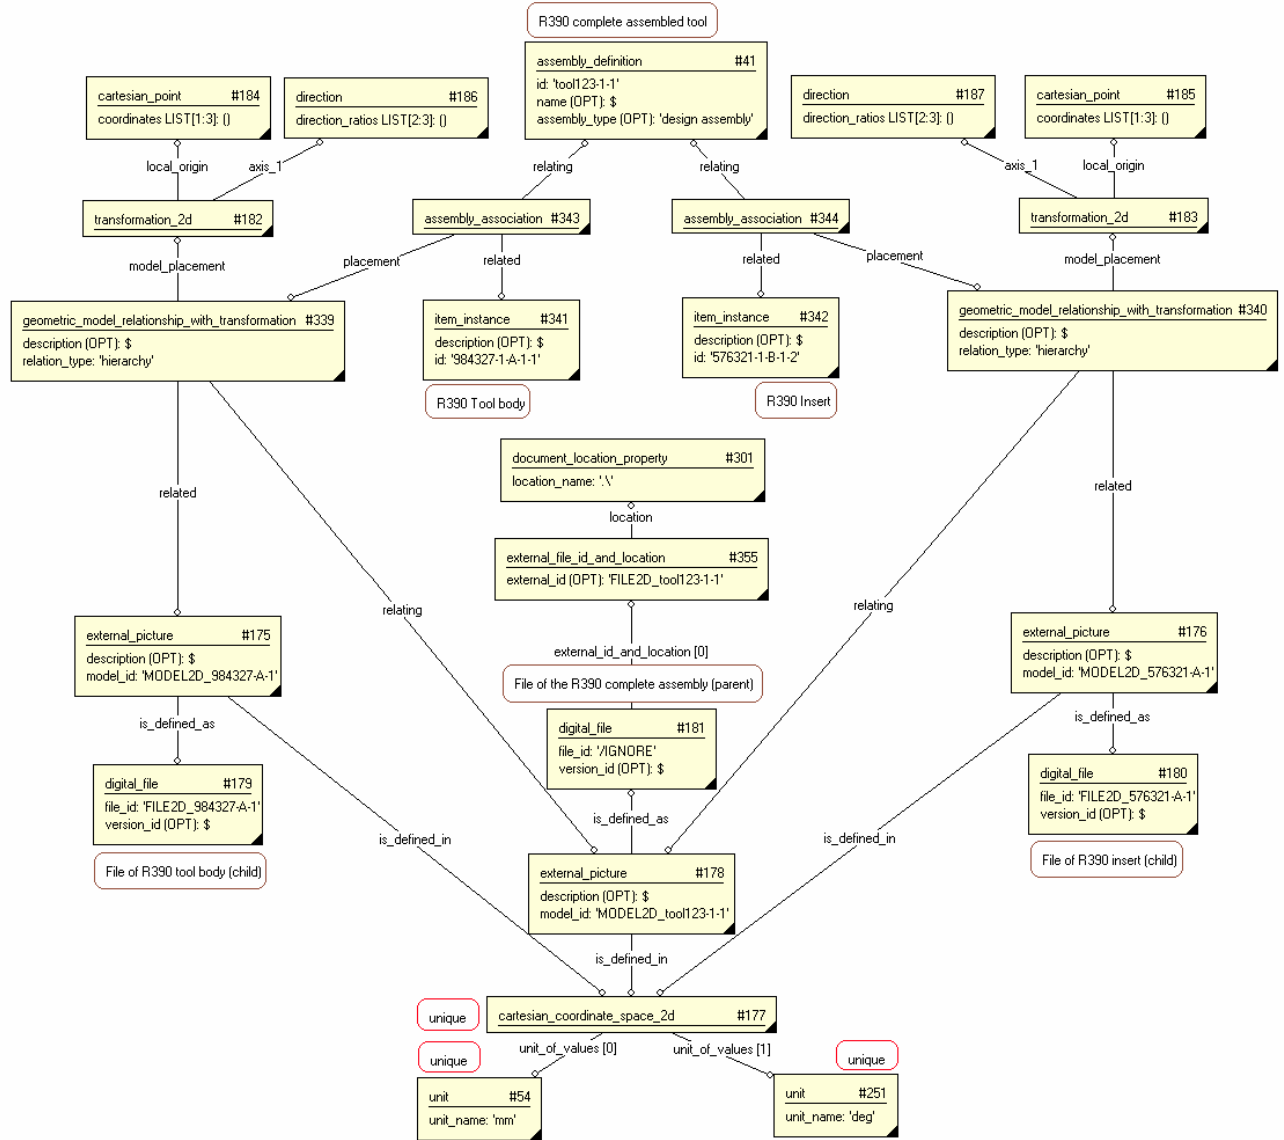 R390 complete assembled tool
assembly_definition #41
id: 'tool123-1-1'
name (OPT): $
assembly_type (OPT): 'design assembly'
cartesian_point #184
coordinates LIST[1:3]: ()
direction #186
direction_ratios LIST[2:3]: ()
direction #187
direction_ratios LIST[2:3]: ()
cartesian_point #185
coordinates LIST[1:3]: ()
local_origin
axis_1
relating
relating
axis_1
local_origin
transformation_2d #182
assembly_association #343
assembly_association #344
transformation_2d #183
model_placement
placement
related
related
placement
model_placement
geometric_model_relationship_with_transformation #339
description (OPT): $
relation_type: 'hierarchy'
item_instance #341
description (OPT): $
id: '984327-1-A-1-1'
item_instance #342
description (OPT): $
id: '576321-1-B-1-2'
geometric_model_relationship_with_transformation #340
description (OPT): $
relation_type: 'hierarchy'
R390 Tool body
R390 Insert
document_location_property #301
location_name: '.\'
related
related
location
external_file_id_and_location #355
external_id (OPT): 'FILE2D_tool123-1-1'
relating
relating
external_picture #175
description (OPT): $
model_id: 'MODEL2D_984327-A-1'
external_id_and_location [0]
File of the R390 complete assembly (parent)
external_picture #176
description (OPT): $
model_id: 'MODEL2D_576321-A-1'
is_defined_as
digital_file #181
file_id: '/IGNORE'
version_id (OPT): $
is_defined_as
digital_file #179
file_id: 'FILE2D_984327-A-1'
version_id (OPT): $
digital_file #180
file_id: 'FILE2D_576321-A-1'
version_id (OPT): $
is_defined_as
is_defined_in
is_defined_in
File of R390 tool body (child)
File of R390 insert (child)
external_picture #178
description (OPT): $
model_id: 'MODEL2D_tool123-1-1'
is_defined_in
unique
cartesian_coordinate_space_2d #177
unique
unit_of_values [0]
unit_of_values [1]
unique
unit #54
unit_name: 'mm'
unit #251
unit_name: 'deg'